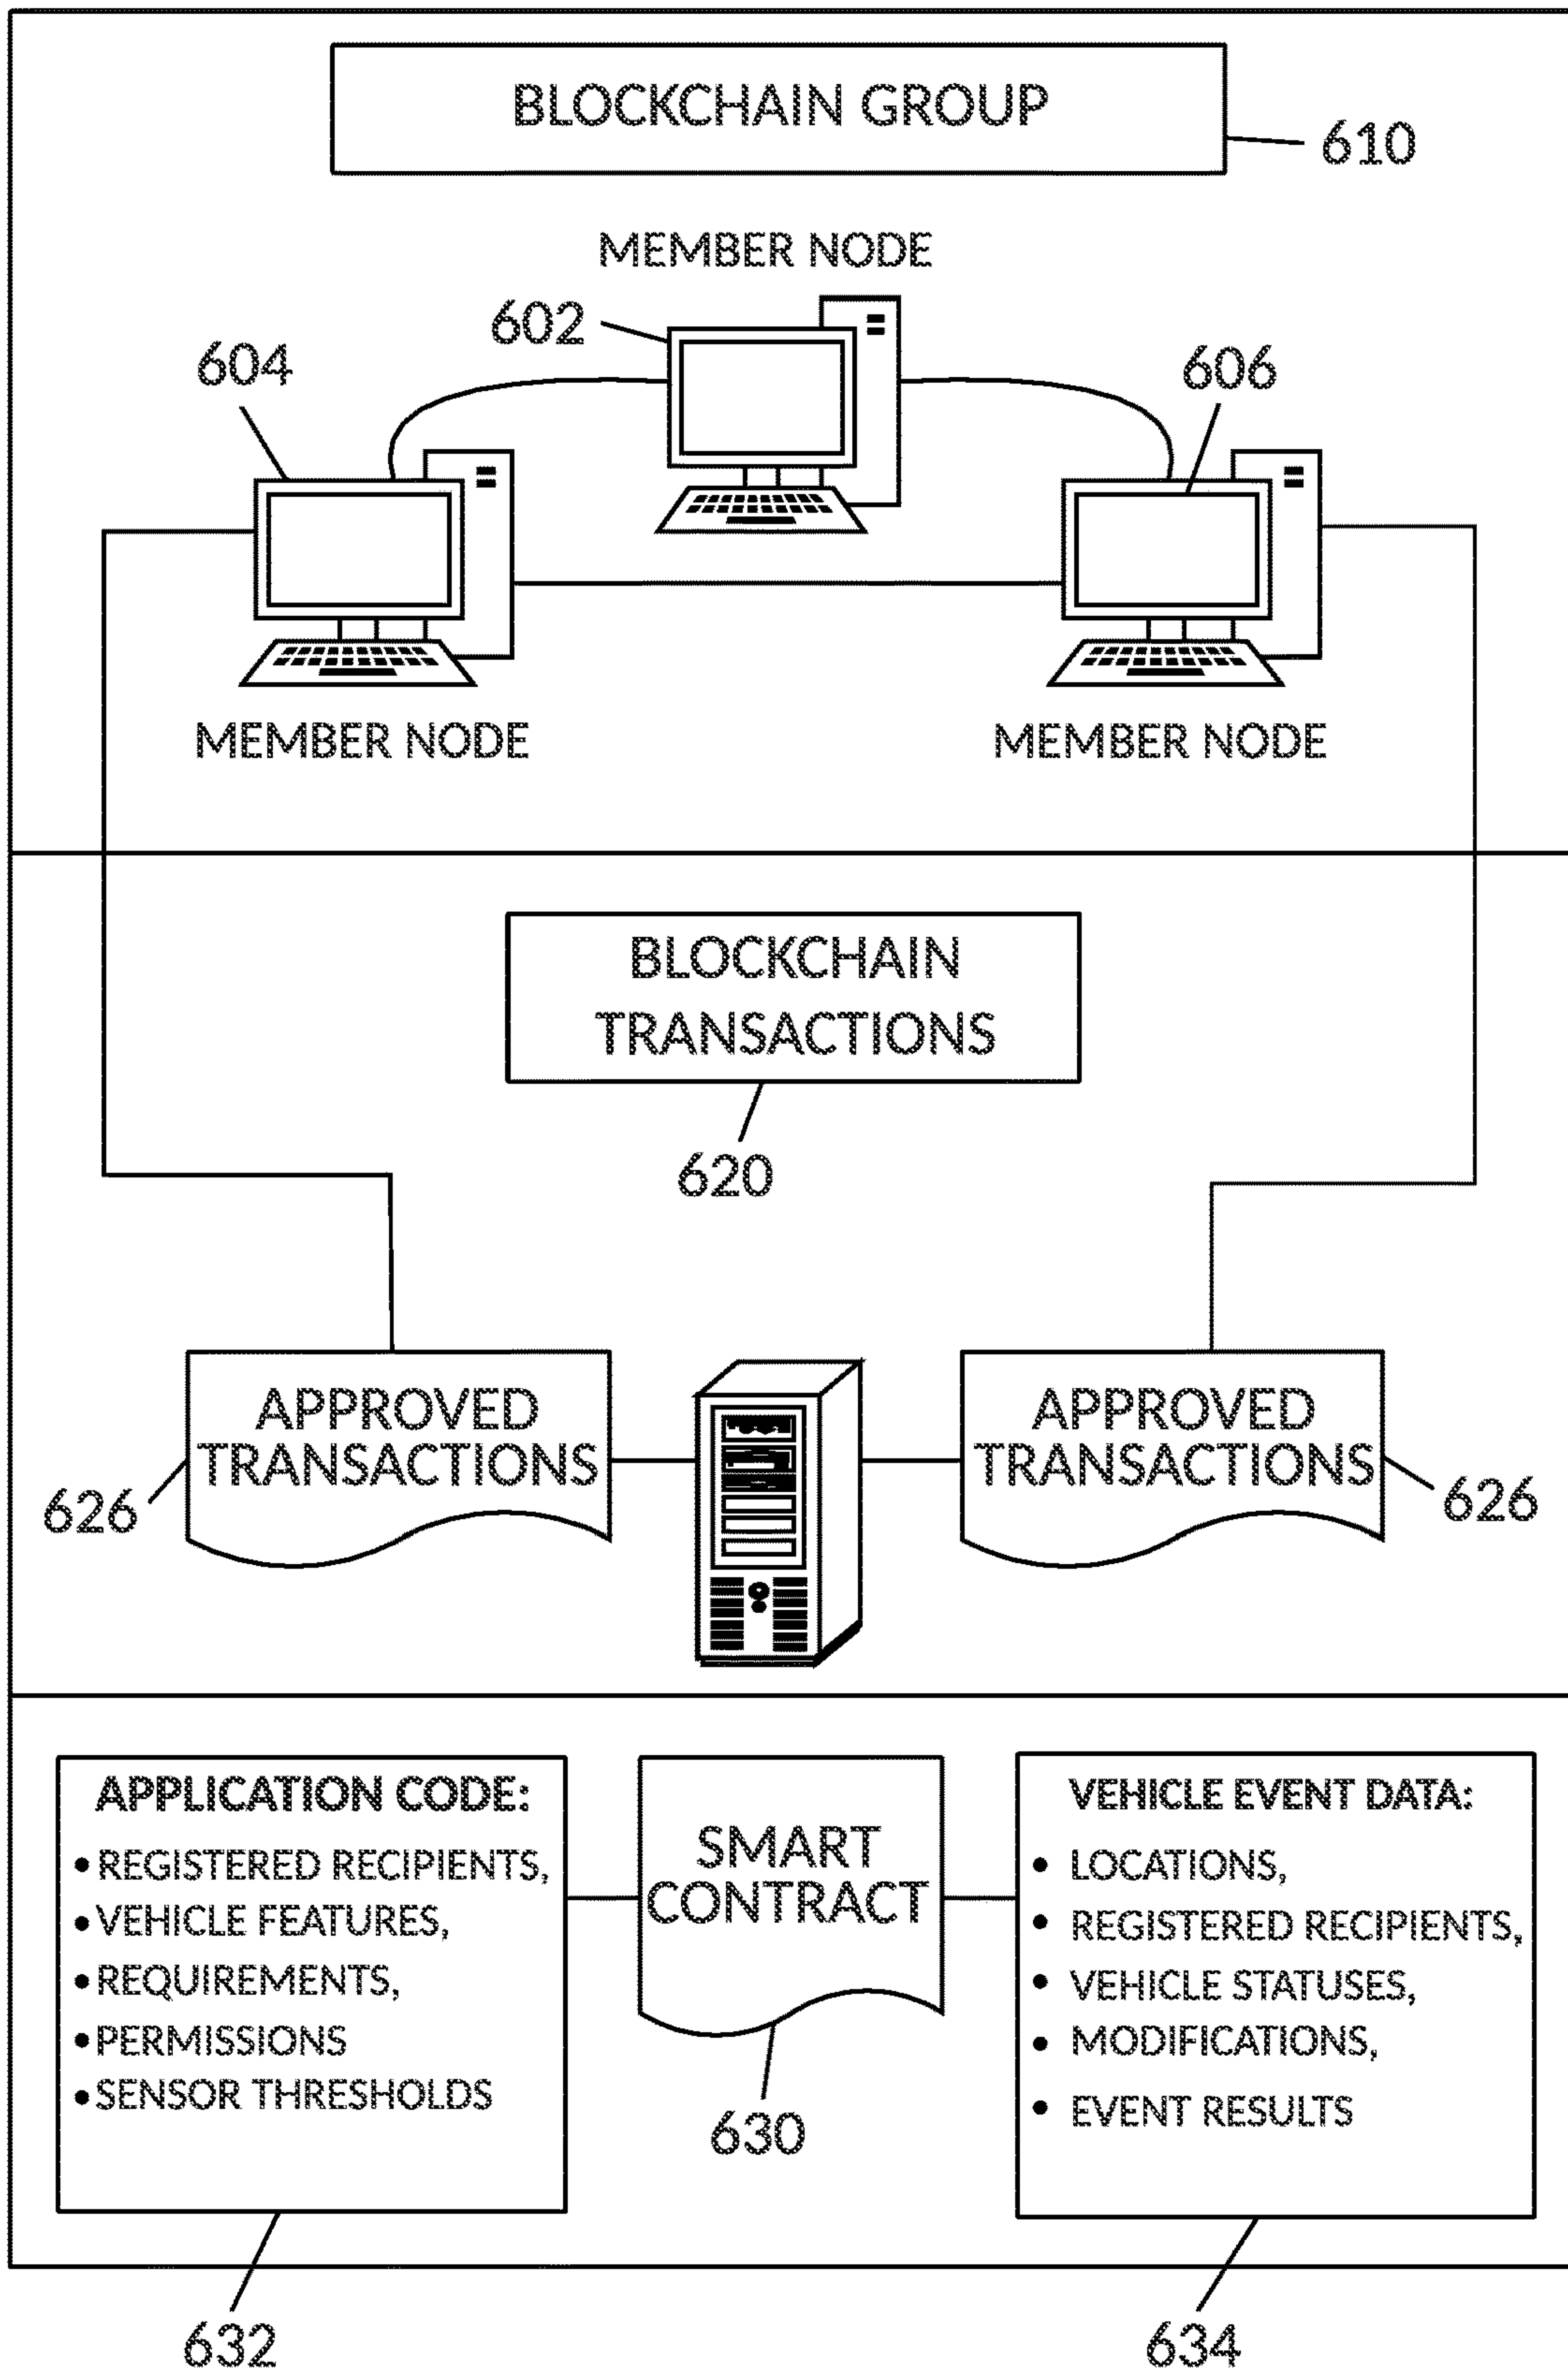 BLOCKCHAIN GROUP
610
MEMBER NODE
602
604
606
MEMBER NODE
MEMBER NODE
BLOCKCHAIN
TRANSACTIONS
620
APPROVED
TRANSACTIONS
626
APPROVED
TRANSACTIONS
626
APPLICATION CODE:
• REGISTERED RECIPIENTS,
• VEHICLE FEATURES,
• REQUIREMENTS,
• PERMISSIONS
• SENSOR THRESHOLDS
SMART
CONTRACT
630
VEHICLE EVENT DATA:
• LOCATIONS,
• REGISTERED RECIPIENTS,
• VEHICLE STATUSES,
• MODIFICATIONS,
• EVENT RESULTS
632
634